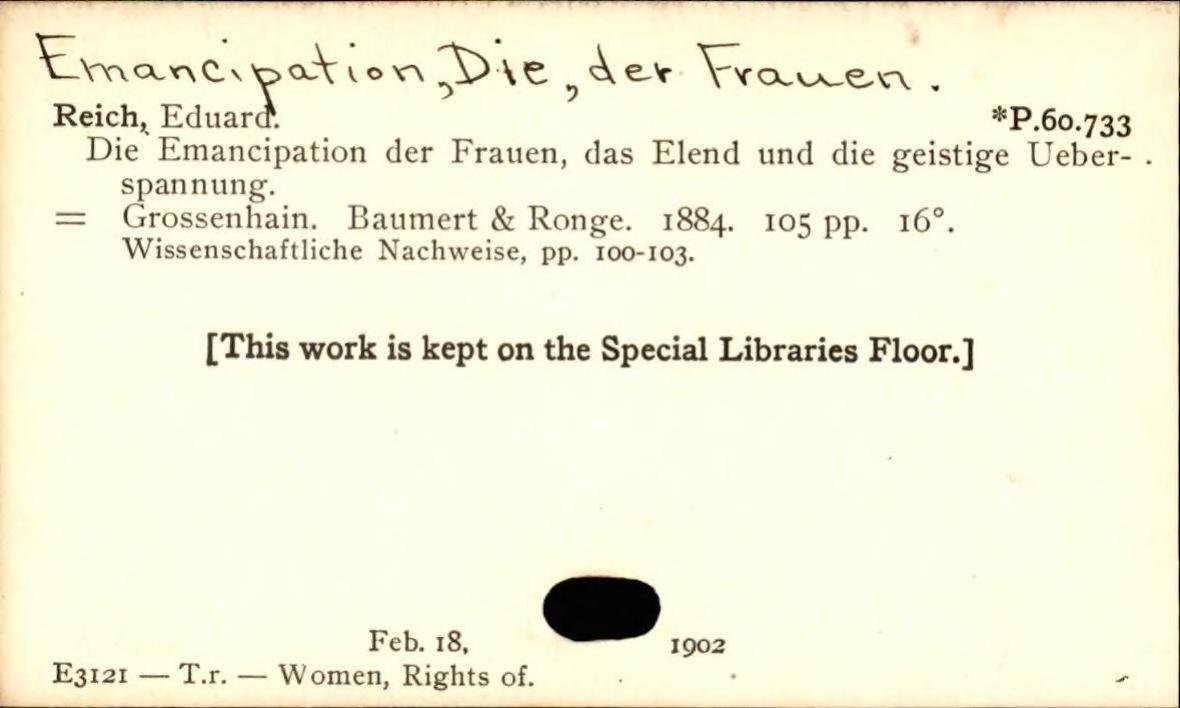 Emancipation, Die, der Frauen.
Reich, Eduard. *P.60.733
Die Emancipation der Frauen, das Elend und die geistige Ueber-
spannung.
= Grossenhain. Baumert & Ronge. 1884. 105 pp. 16°.
Wissenschaftliche Nachweise, pp. 100-103.
[This work is kept on the Special Libraries Floor.]
Feb. 18, 1902
E3121 — T.r. — Women, Rights of.